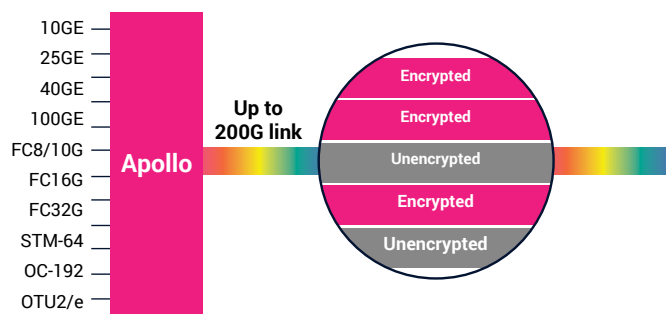 10GE
25GE
40GE
100GE
FC8/10G
FC16G
FC32G
STM-64
OC-192
OTU2/e
Apollo
Up to
200G link
Encrypted
Encrypted
Unencrypted
Encrypted
Unencrypted